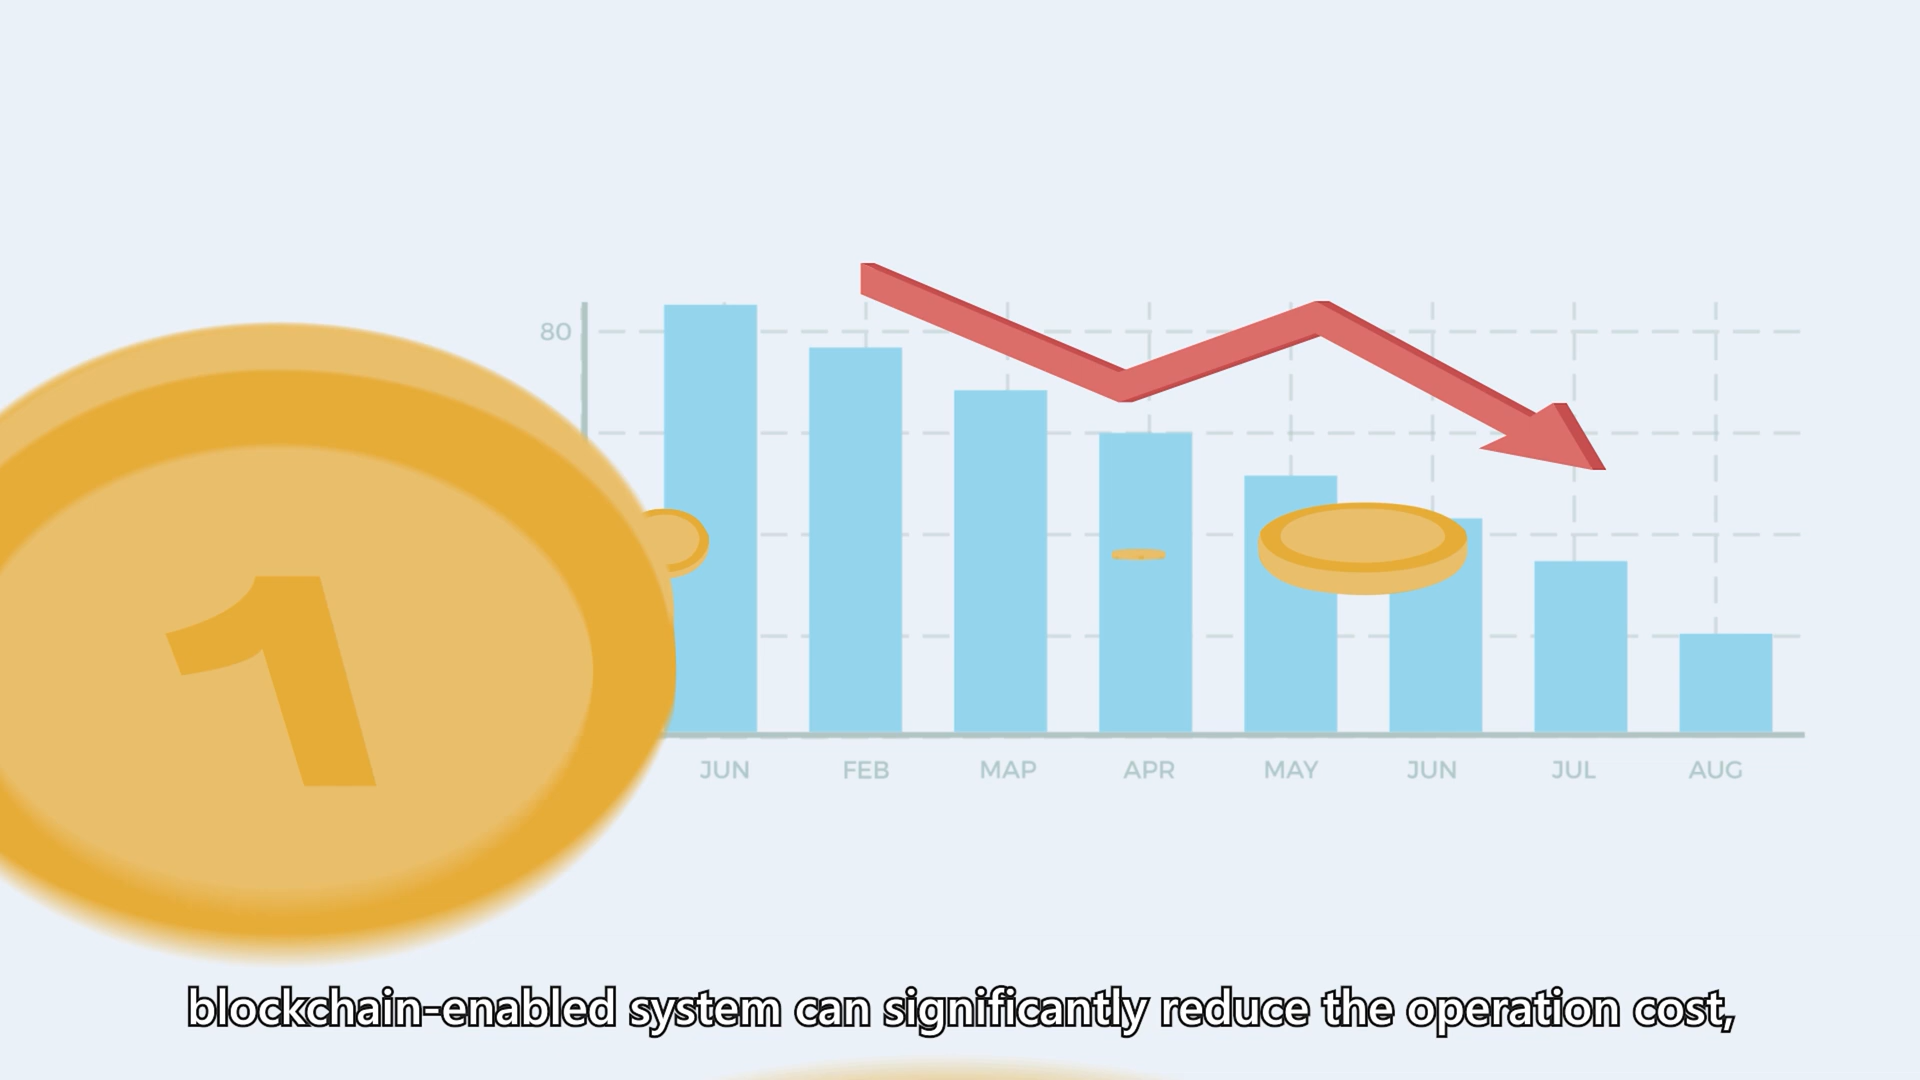 80
JUN FEB MAP APR MAY JUN JUL AUG
1
blockchain-enabled system can significantly reduce the operation cost,